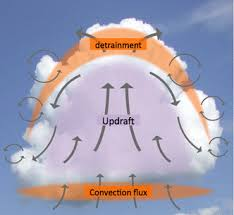 detrainment
Updraft
Convection flux